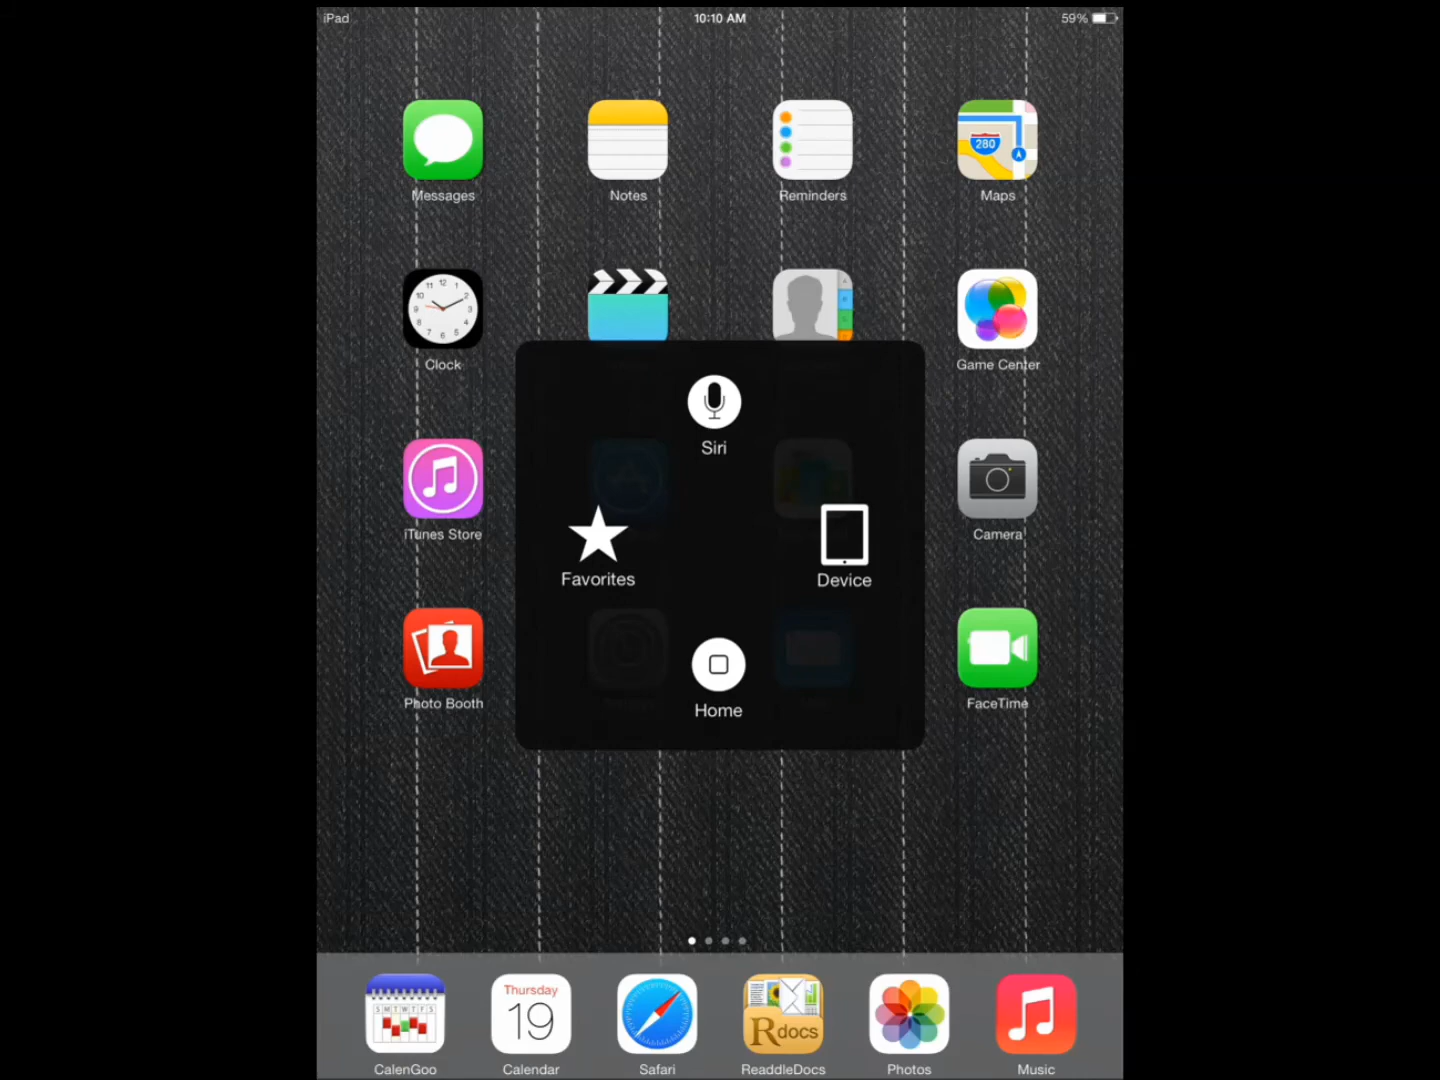 iPad 10:10 AM 59%
280
Messages Notes Reminders Maps
Clock Game Center
Siri
iTunes Store Camera
Favorites Device
Photo Booth Home FaceTime
Thursday
19
S M T W T F S
Rdocs
CalenGoo Calendar Safari ReaddleDocs Photos Music